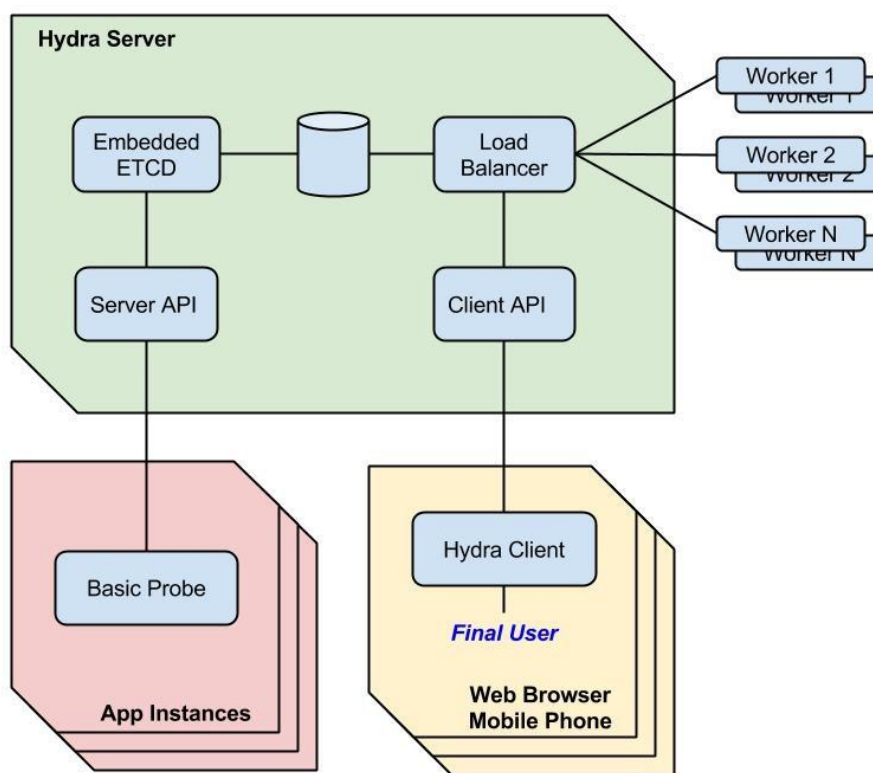 Hydra Server
Worker 1
Worker 1
Embedded
ETCD
Load
Balancer
Worker 2
Worker 2
Worker N
Worker N
Server API
Client API
Hydra Client
Basic Probe
Final User
Web Browser
Mobile Phone
App Instances